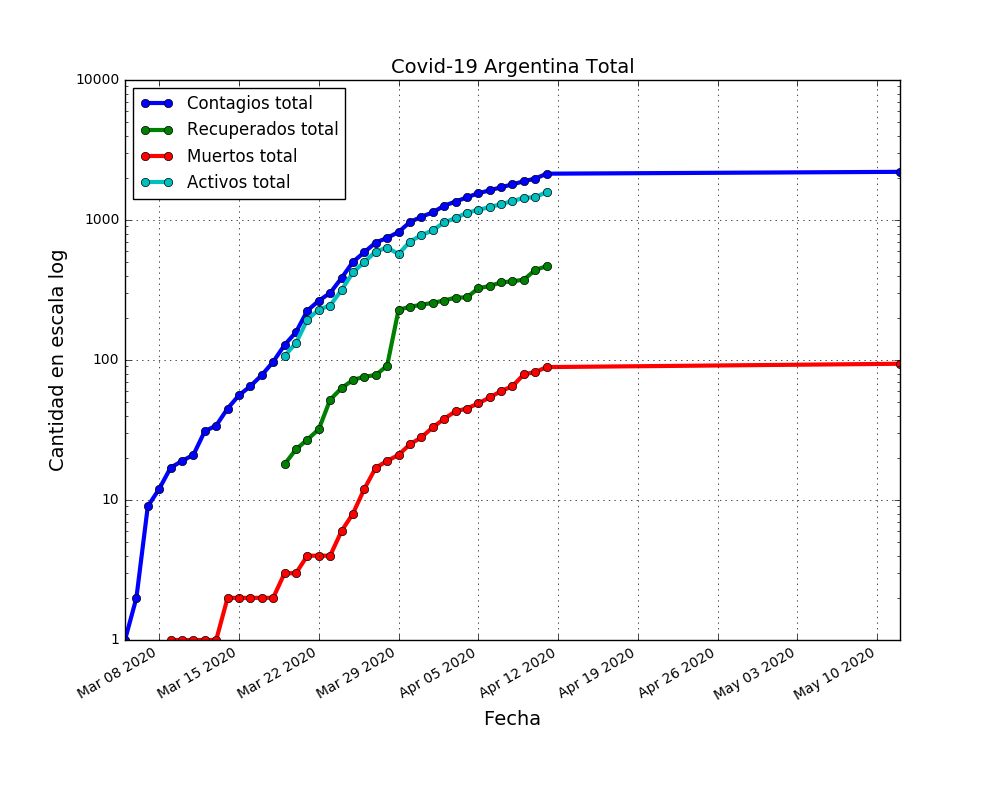 Covid-19 Argentina Total
Contagios total
Recuperados total
Muertos total
Activos total
Cantidad en escala log
10000
1000
100
10
1
Mar 08 2020
Mar 15 2020
Mar 22 2020
Mar 29 2020
Apr 05 2020
Apr 12 2020
Apr 19 2020
Apr 26 2020
May 03 2020
May 10 2020
Fecha